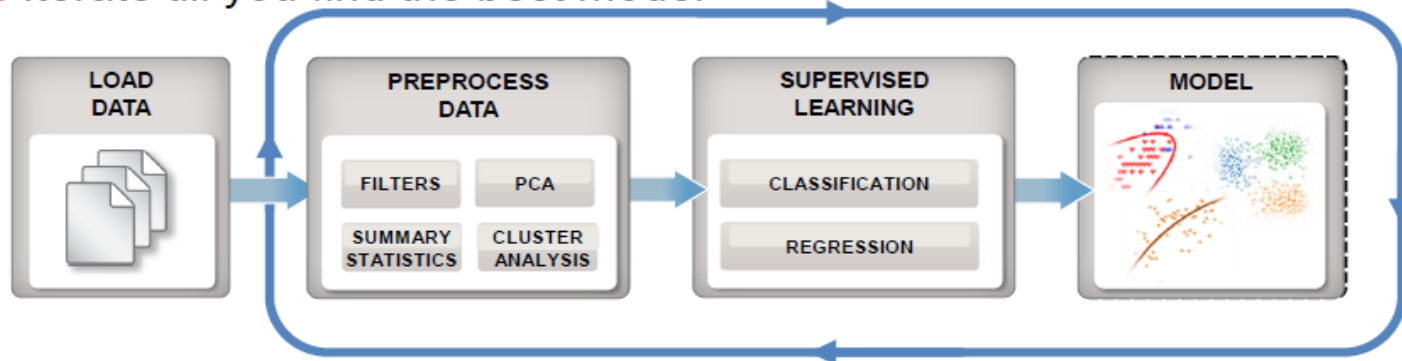 LOAD
DATA
PREPROCESS
DATA
FILTERS
PCA
SUMMARY
STATISTICS
CLUSTER
ANALYSIS
SUPERVISED
LEARNING
CLASSIFICATION
REGRESSION
MODEL